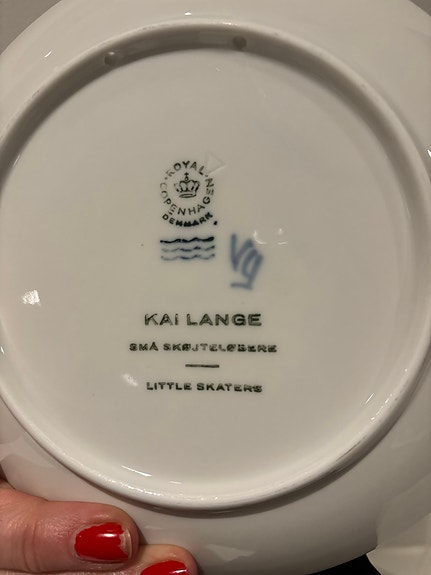 ROYAL COPENHAGEN
DENMARK
KAi LANGE
SMÅ SKØJTELØBERE
LITTLE SKATERS